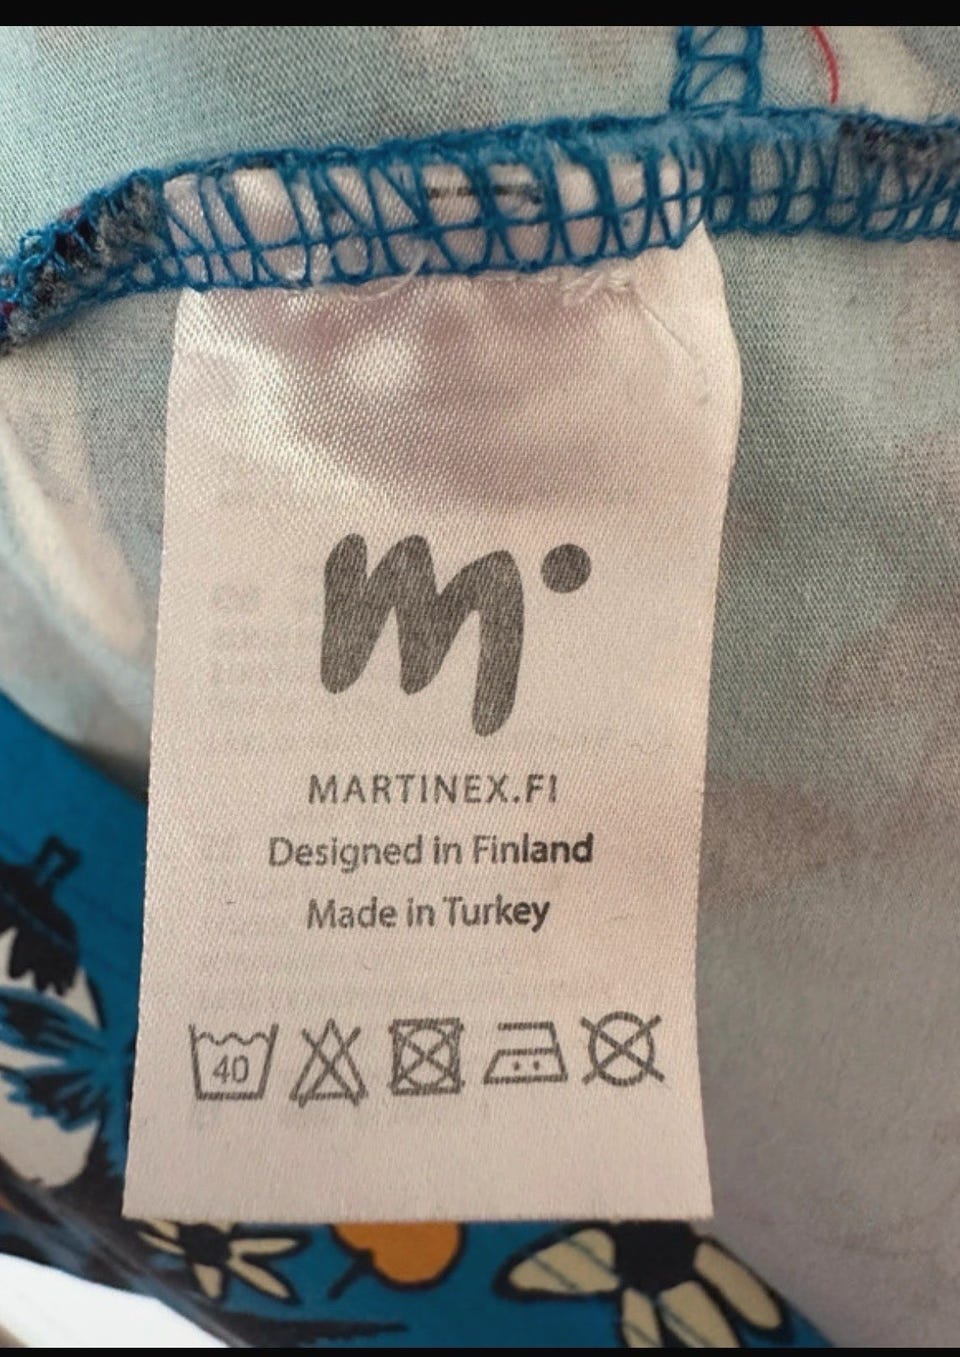 m
MARTINEX.FI
Designed in Finland
Made in Turkey
40